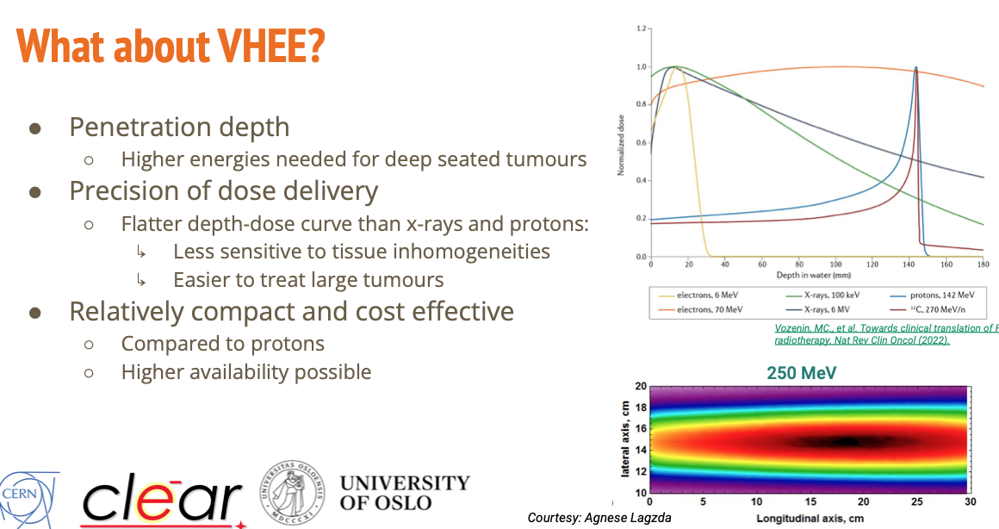 What about VHEE?
● Penetration depth
○ Higher energies needed for deep seated tumours
● Precision of dose delivery
○ Flatter depth-dose curve than x-rays and protons:
↳ Less sensitive to tissue inhomogeneities
↳ Easier to treat large tumours
● Relatively compact and cost effective
○ Compared to protons
○ Higher availability possible
CERN
clear
UNIVERSITAS OSLOENSIS
MDCCCXI
UNIVERSITY
OF OSLO
Normalized dose
1.2
1.0
0.8
0.6
0.4
0.2
0.0
0 20 40 60 80 100 120 140 160 180
Depth in water (mm)
electrons, 6 MeV X-rays, 100 keV protons, 142 MeV
electrons, 70 MeV X-rays, 6 MV ¹²C, 270 MeV/n
Vozenin, MC., et al. Towards clinical translation of F
radiotherapy. Nat Rev Clin Oncol (2022).
250 MeV
lateral axis, cm
20
18
16
14
12
10
0 5 10 15 20 25 30
Longitudinal axis, cm
Courtesy: Agnese Lagzda